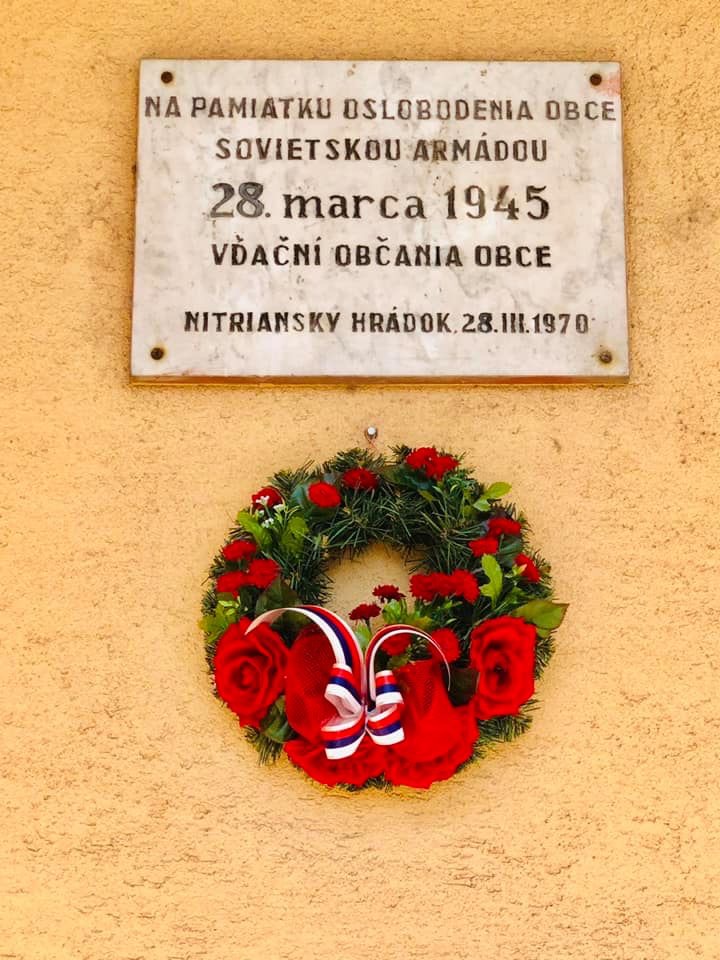 NA PAMIATKU OSLOBODENIA OBCE
SOVIETSKOU ARMÁDOU
28. marca 1945
VĎAČNÍ OBČANIA OBCE
NITRIANSKY HRÁDOK. 28.III.1970